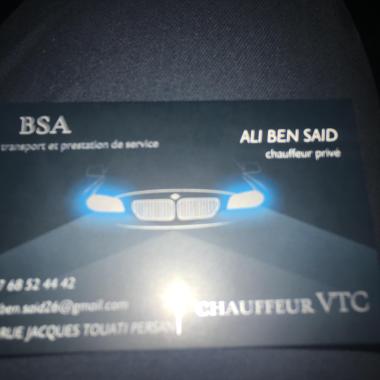 BSA
transport et prestation de service
ALI BEN SAID
chauffeur privé
7 68 52 44 42
ben.said26@gmail.com
CHAUFFEUR VTC
RUE JACQUES TOUATI PERSAN